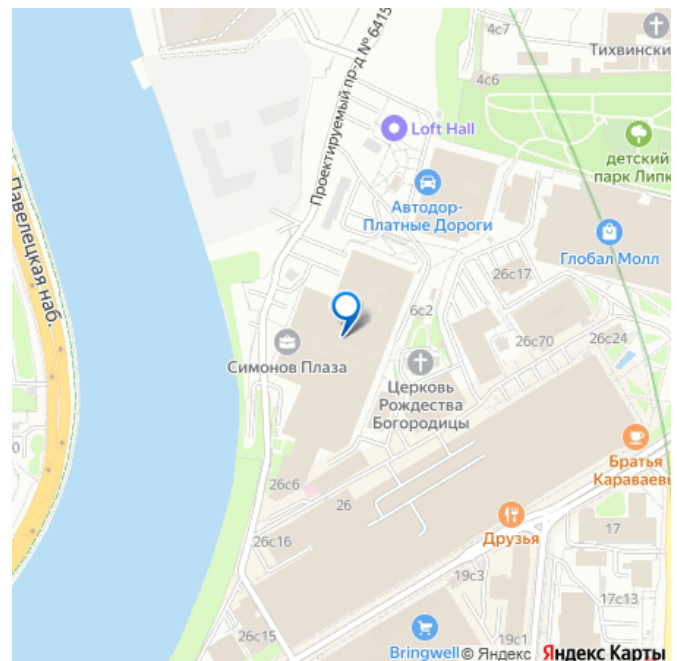 4с7
Тихвински
4с6
Проектируемый пр-д № 6415
Loft Hall
детский
парк Липк
Автодор-
Платные Дороги
Павелецкая наб.
Глобал Молл
26с17
6с2
26с70
26с24
Симонов Плаза
Церковь
Рождества
Богородицы
Братья
Караваевы
26с6
26
Друзья
17
26с16
19с3
17с13
26с15
19с1
Bringwell
© Яндекс
Яндекс Карты